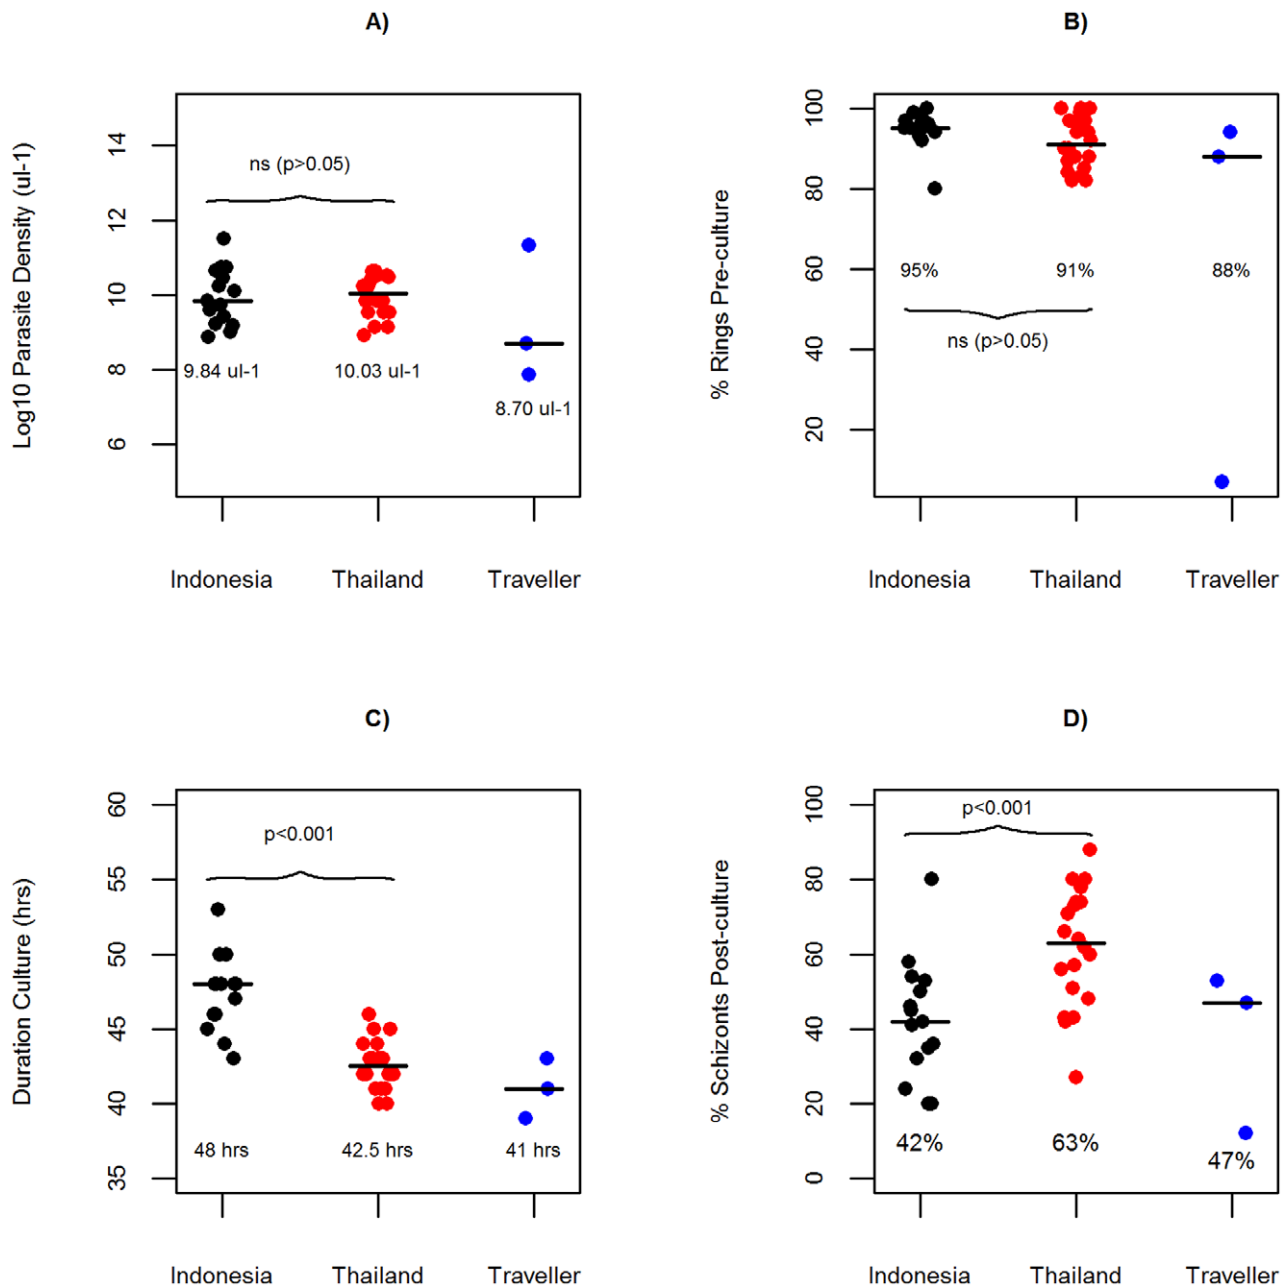 A)
Log10 Parasite Density (ul-1)
14
12
10
8
6
ns (p>0.05)
9.84 ul-1
10.03 ul-1
8.70 ul-1
Indonesia Thailand Traveller
B)
% Rings Pre-culture
100
80
60
40
20
95%
91%
88%
ns (p>0.05)
Indonesia Thailand Traveller
C)
Duration Culture (hrs)
60
55
50
45
40
35
p<0.001
48 hrs
42.5 hrs
41 hrs
Indonesia Thailand Traveller
D)
% Schizonts Post-culture
100
80
60
40
20
0
p<0.001
42%
63%
47%
Indonesia Thailand Traveller